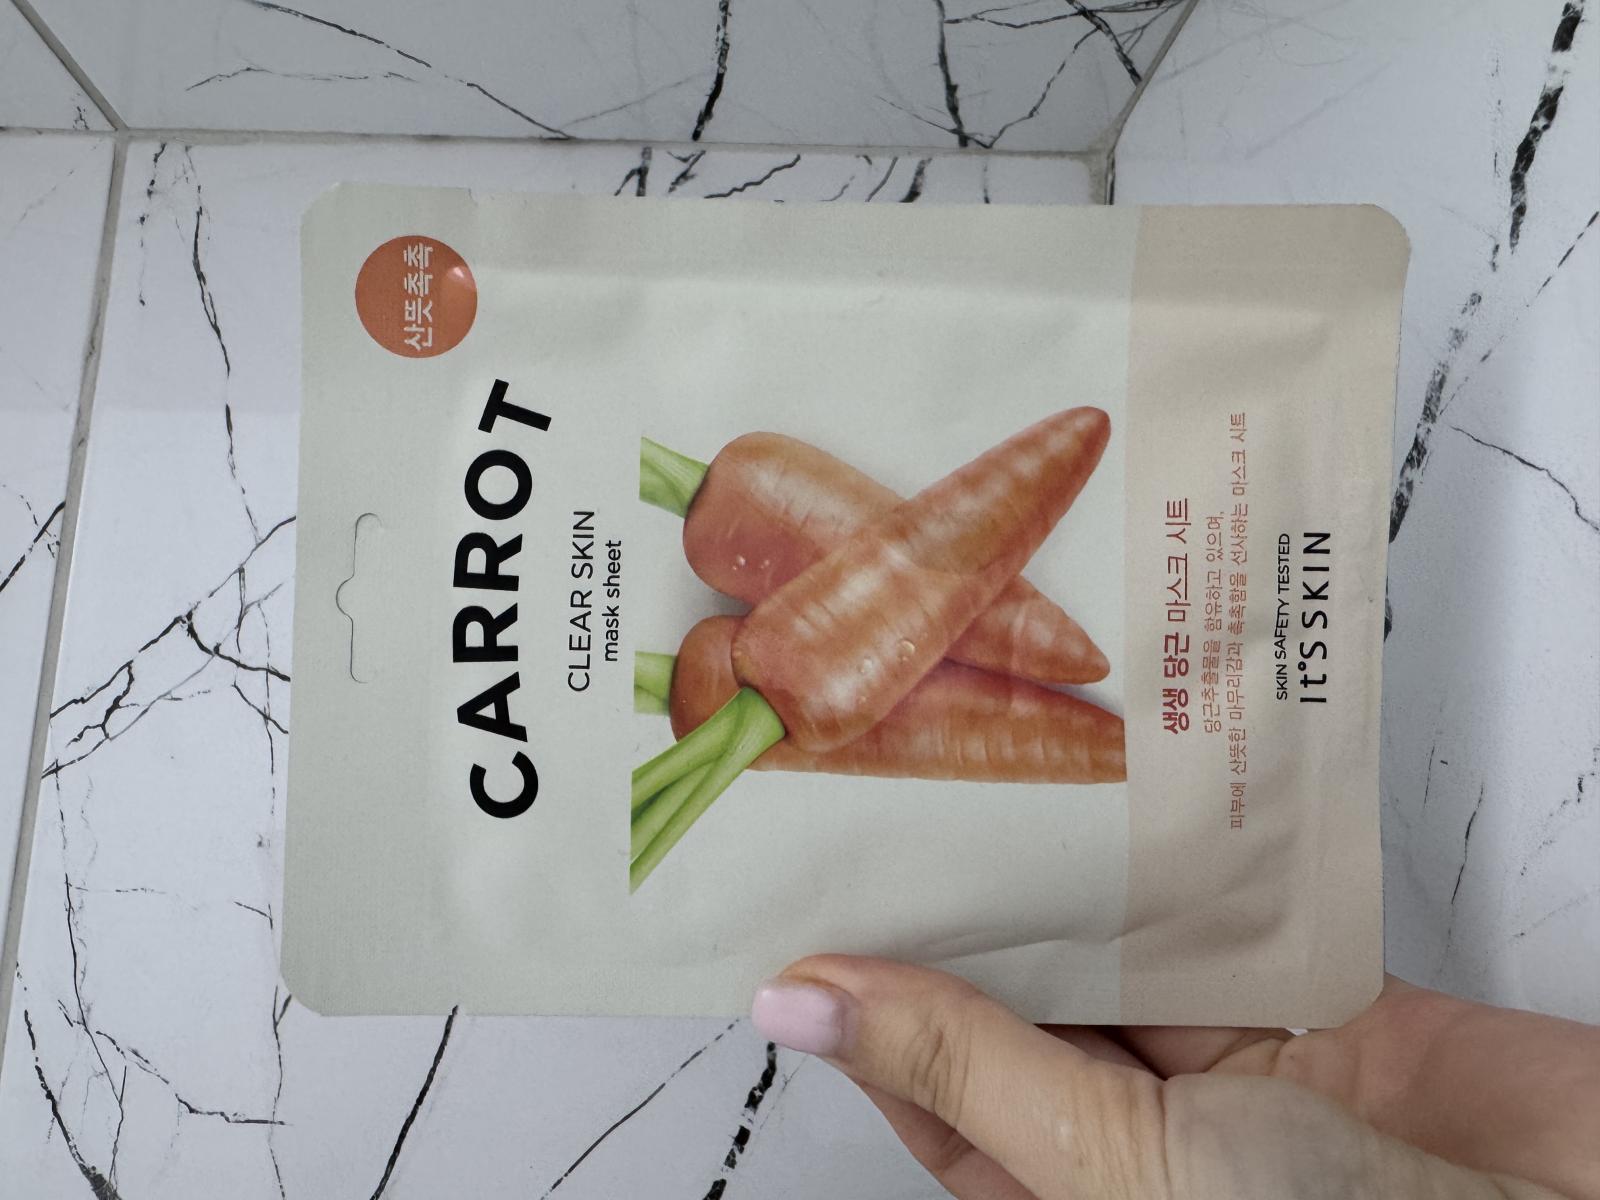 산뜻촉촉
CARROT
CLEAR SKIN
mask sheet
생생 당근 마스크 시트
당근추출물을 함유하고 있으며,
피부에 산뜻한 마무리감과 촉촉함을 선사하는 마스크 시트
SKIN SAFETY TESTED
It°S SKIN